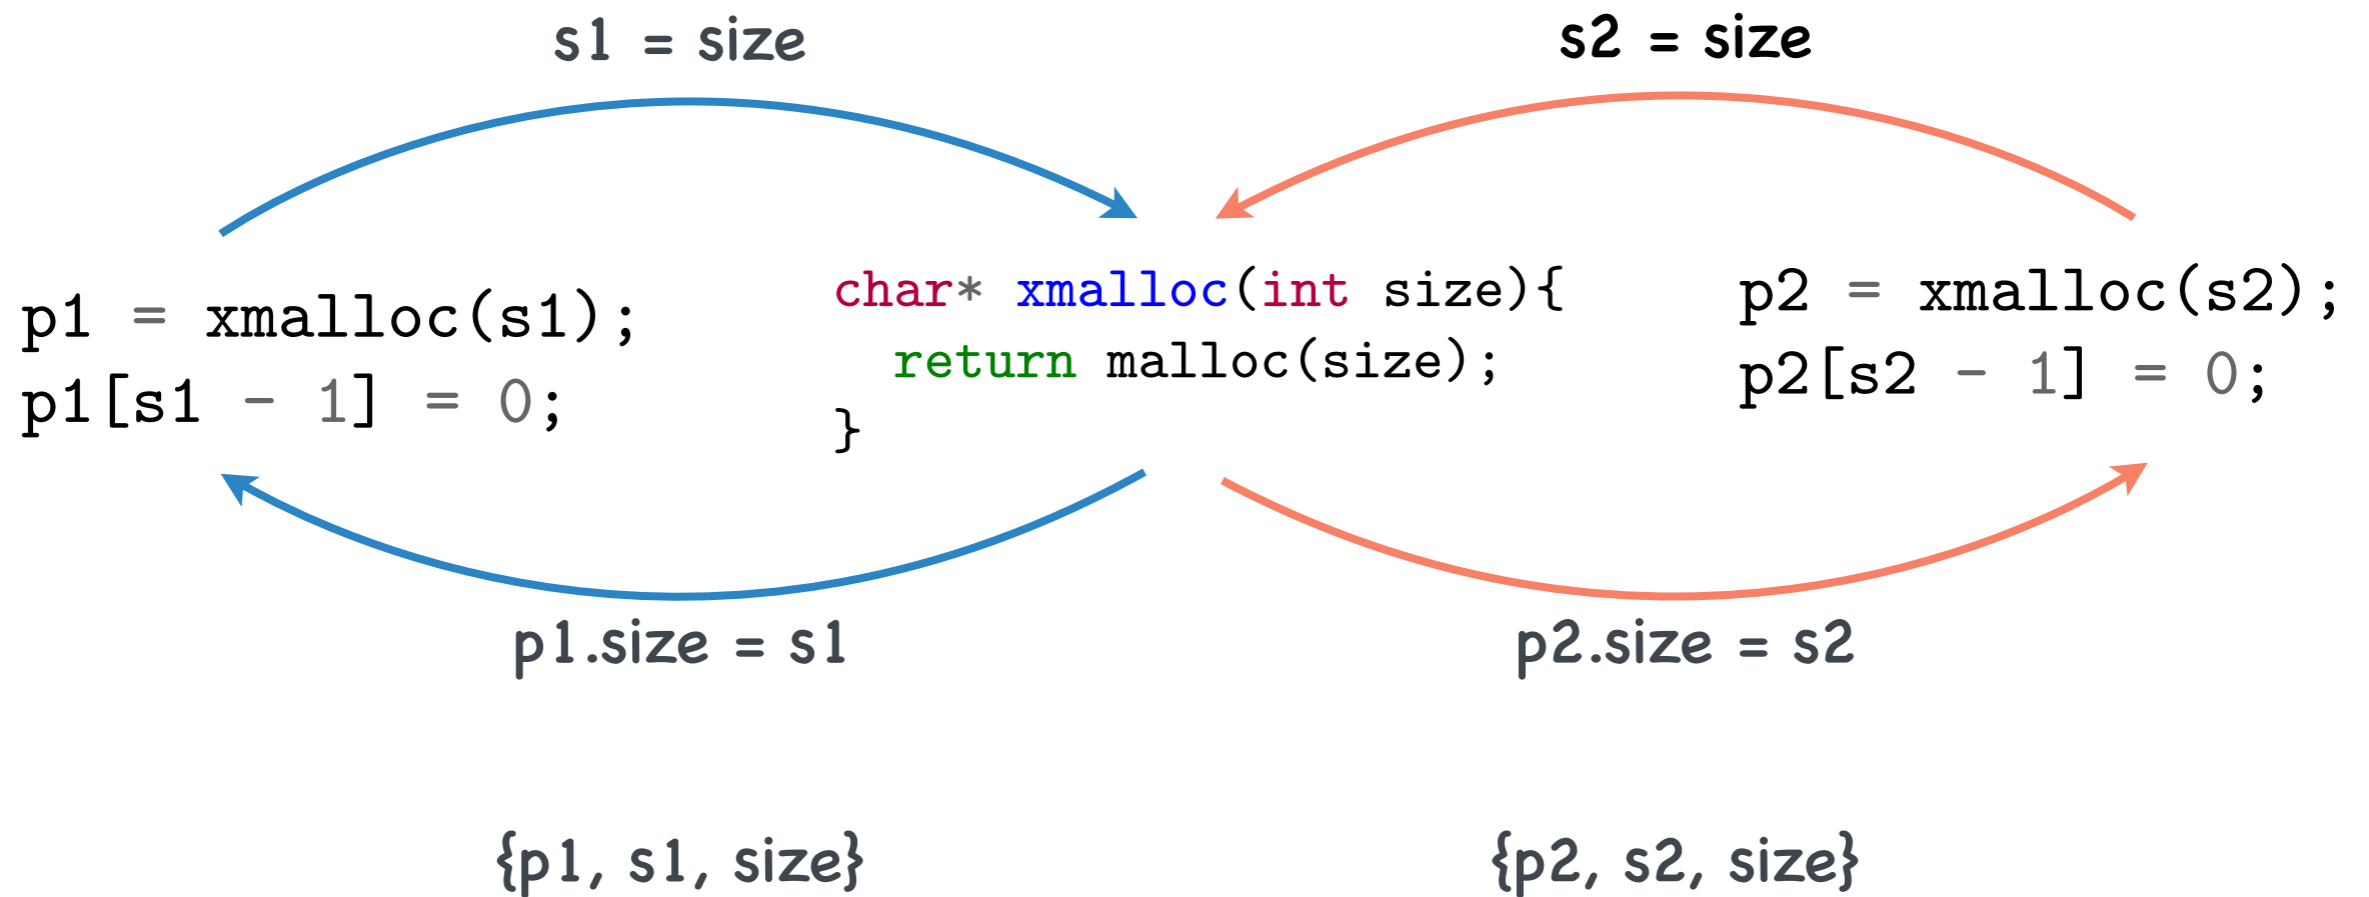 s1 = size
s2 = size
p1 = xmalloc(s1);
p1[s1 - 1] = 0;
char* xmalloc(int size){
return malloc(size);
}
p2 = xmalloc(s2);
p2[s2 - 1] = 0;
p1.size = s1
p2.size = s2
{p1, s1, size}
{p2, s2, size}